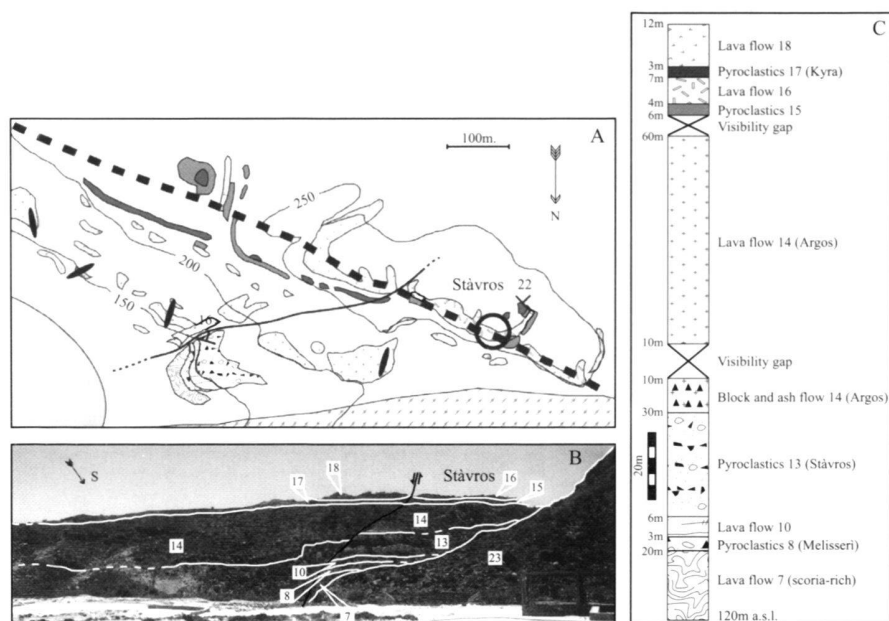 A
100m.
N
250
200
150
Stàvros
22
B
S
Stàvros
17
18
16
15
14
14
13
10
23
8
7
C
12m
Lava flow 18
3m
Pyroclastics 17 (Kyra)
7m
Lava flow 16
4m
Pyroclastics 15
6m
Visibility gap
60m
Lava flow 14 (Argos)
10m
Visibility gap
10m
Block and ash flow 14 (Argos)
30m
20m
Pyroclastics 13 (Stàvros)
6m
Lava flow 10
3m
Pyroclastics 8 (Melisseri)
20m
Lava flow 7 (scoria-rich)
120m a.s.l.